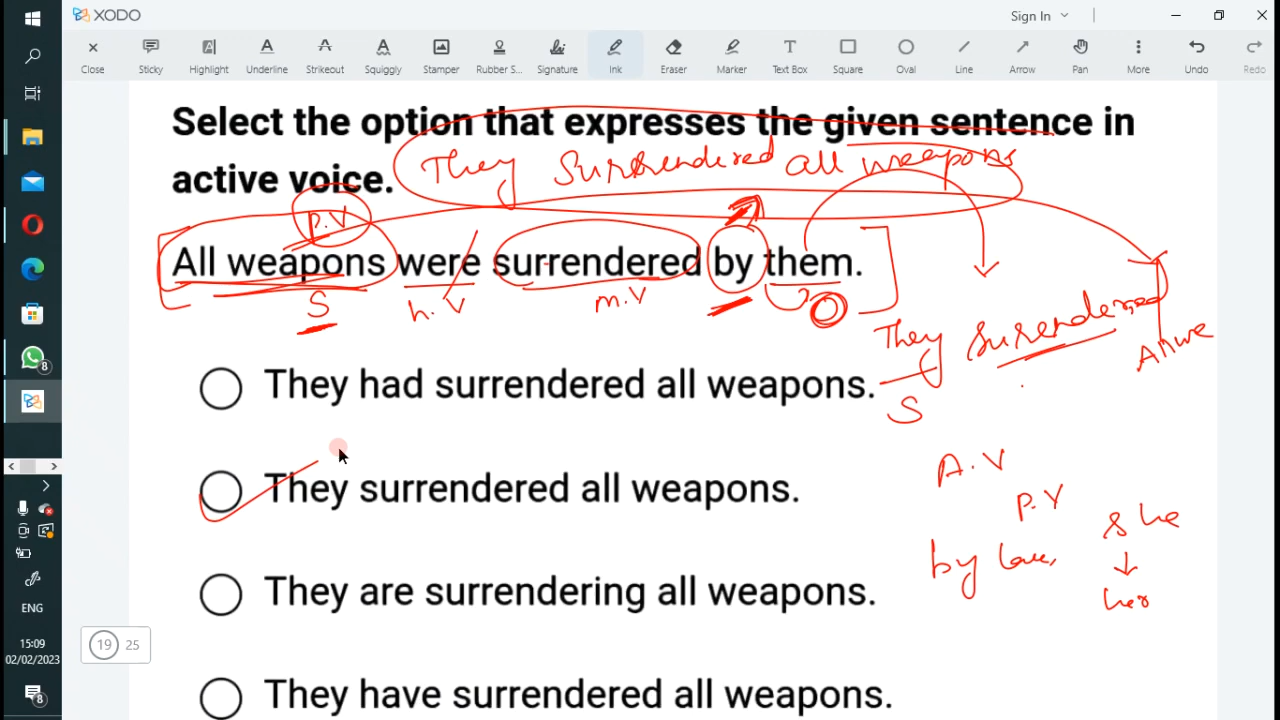 XODO
Sign In
Close Sticky Highlight Underline Strikeout Squiggly Stamper Rubber S... Signature Ink Eraser Marker Text Box Square Oval Line Arrow Pan More Undo Redo
Select the option that expresses the given sentence in
active voice.
They Surrendered all weapons
P.V
All weapons were surrendered by them.
S
h.V
m.V
O
They Surrendered
S
They had surrendered all weapons.
A.V
They surrendered all weapons.
P.V
she
by
her
They are surrendering all weapons.
They have surrendered all weapons.
8
ENG
15:09
02/02/2023
8
19 25